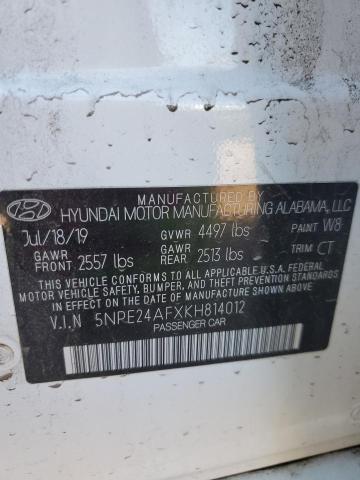 MANUFACTURED BY
HYUNDAI MOTOR MANUFACTURING ALABAMA, LLC
Jul/18/19 GVWR 4497 lbs PAINT W8
GAWR FRONT 2557 lbs GAWR REAR 2513 lbs TRIM CT
THIS VEHICLE CONFORMS TO ALL APPLICABLE
U.S. FEDERAL MOTOR VEHICLE SAFETY, BUMPER, AND
THEFT PREVENTION STANDARDS IN EFFECT ON
THE DATE OF MANUFACTURE SHOWN ABOVE.
V.I.N 5NPE24AFXKH814012
PASSENGER CAR